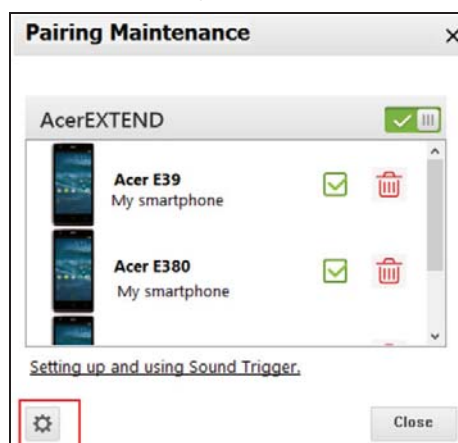 Pairing Maintenance
AcerEXTEND
Acer E39
My smartphone
Acer E380
My smartphone
Setting up and using Sound Trigger.
Close